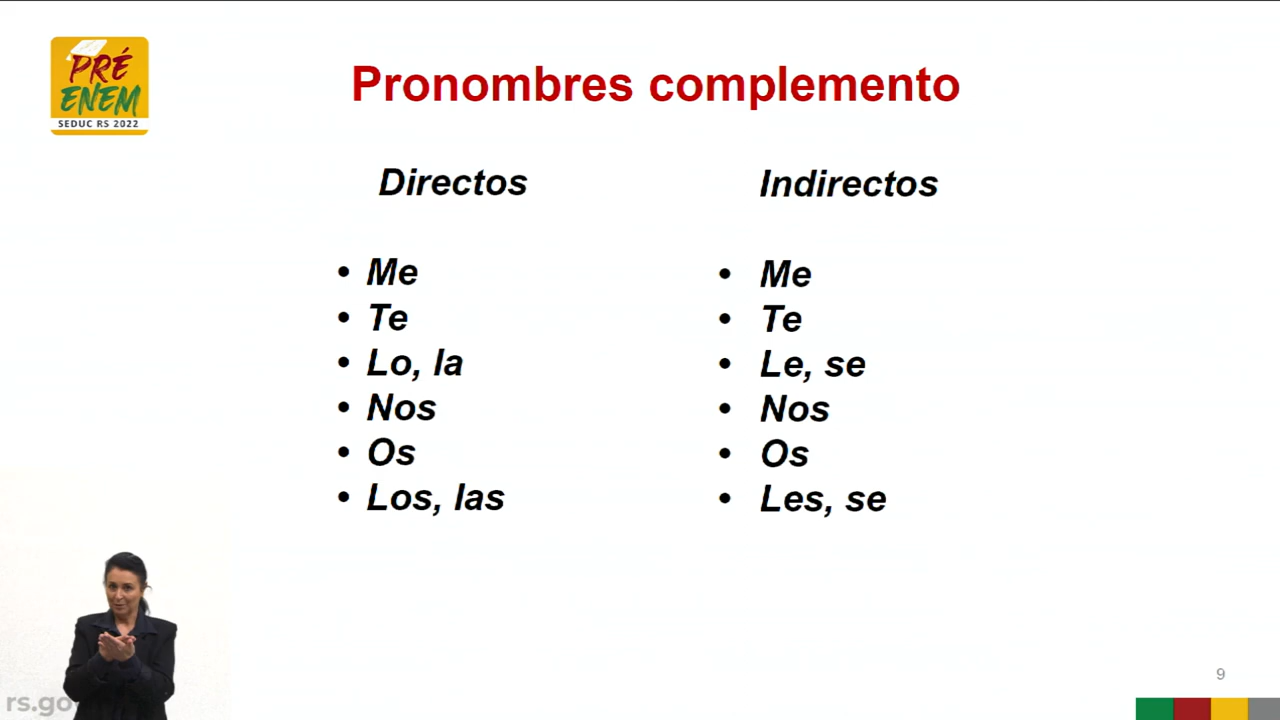 PRÉ
ENEM
SEDUC RS 2022
Pronombres complemento
Directos
• Me
• Te
• Lo, la
• Nos
• Os
• Los, las
Indirectos
• Me
• Te
• Le, se
• Nos
• Os
• Les, se
rs.go
9